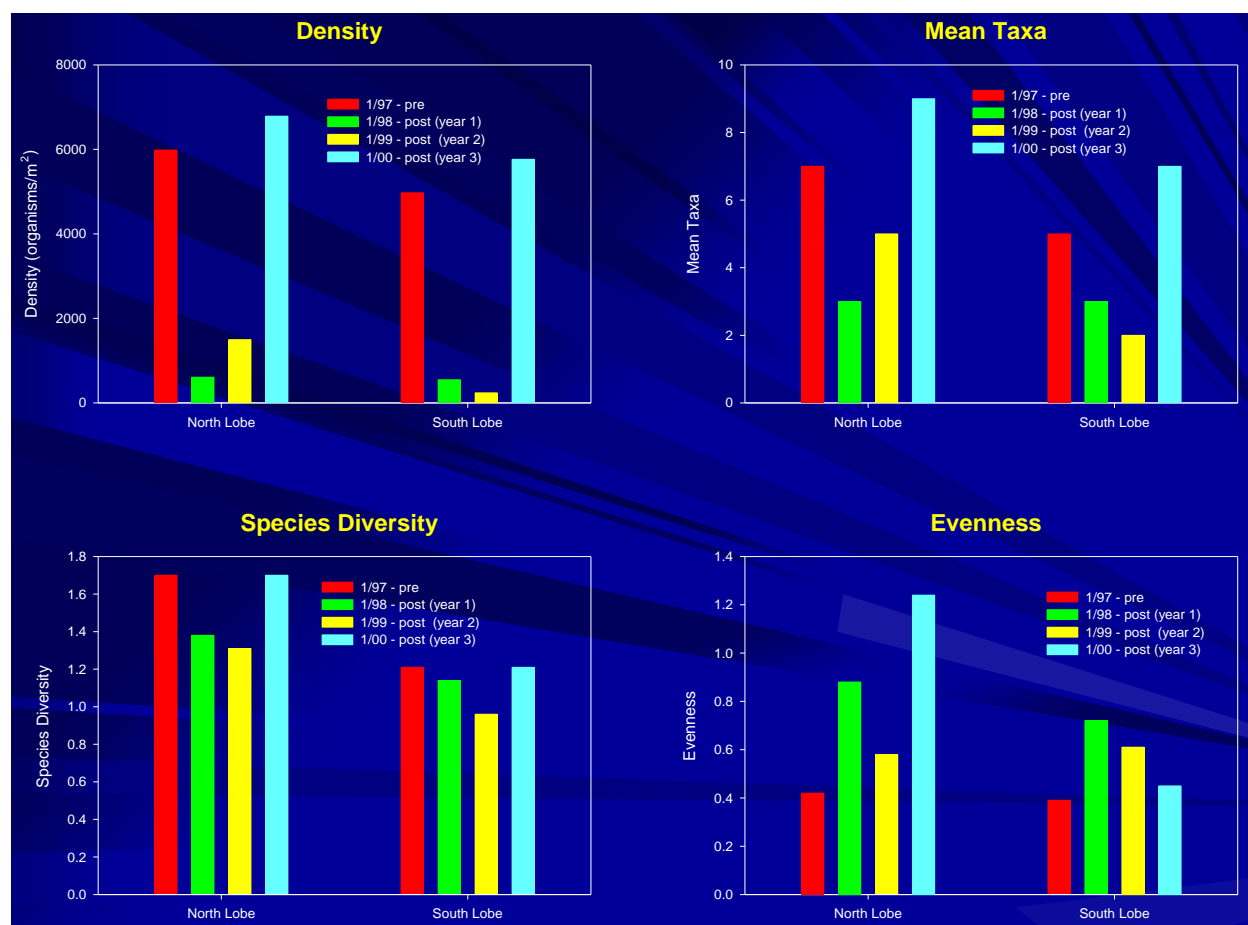 Density
8000
6000
4000
2000
0
Density (organisms/m²)
1/97 - pre
1/98 - post (year 1)
1/99 - post  (year 2)
1/00 - post (year 3)
North Lobe
South Lobe
Mean Taxa
10
8
6
4
2
0
Mean Taxa
1/97 - pre
1/98 - post (year 1)
1/99 - post  (year 2)
1/00 - post (year 3)
North Lobe
South Lobe
Species Diversity
1.8
1.6
1.4
1.2
1.0
0.8
0.6
0.4
0.2
0.0
Species Diversity
1/97 - pre
1/98 - post (year 1)
1/99 - post  (year 2)
1/00 - post (year 3)
North Lobe
South Lobe
Evenness
1.4
1.2
1.0
0.8
0.6
0.4
0.2
0.0
Evenness
1/97 - pre
1/98 - post (year 1)
1/99 - post  (year 2)
1/00 - post (year 3)
North Lobe
South Lobe